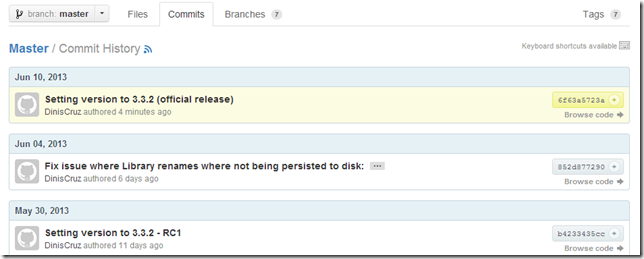 branch: master
Files
Commits
Branches 7
Tags 7
Master / Commit History
Keyboard shortcuts available
Jun 10, 2013
Setting version to 3.3.2 (official release)
DinisCruz authored 4 minutes ago
6f63a5723a
Browse code
Jun 04, 2013
Fix issue where Library renames where not being persisted to disk: ...
DinisCruz authored 6 days ago
852d877290
Browse code
May 30, 2013
Setting version to 3.3.2 - RC1
DinisCruz authored 11 days ago
b4233435cc
Browse code